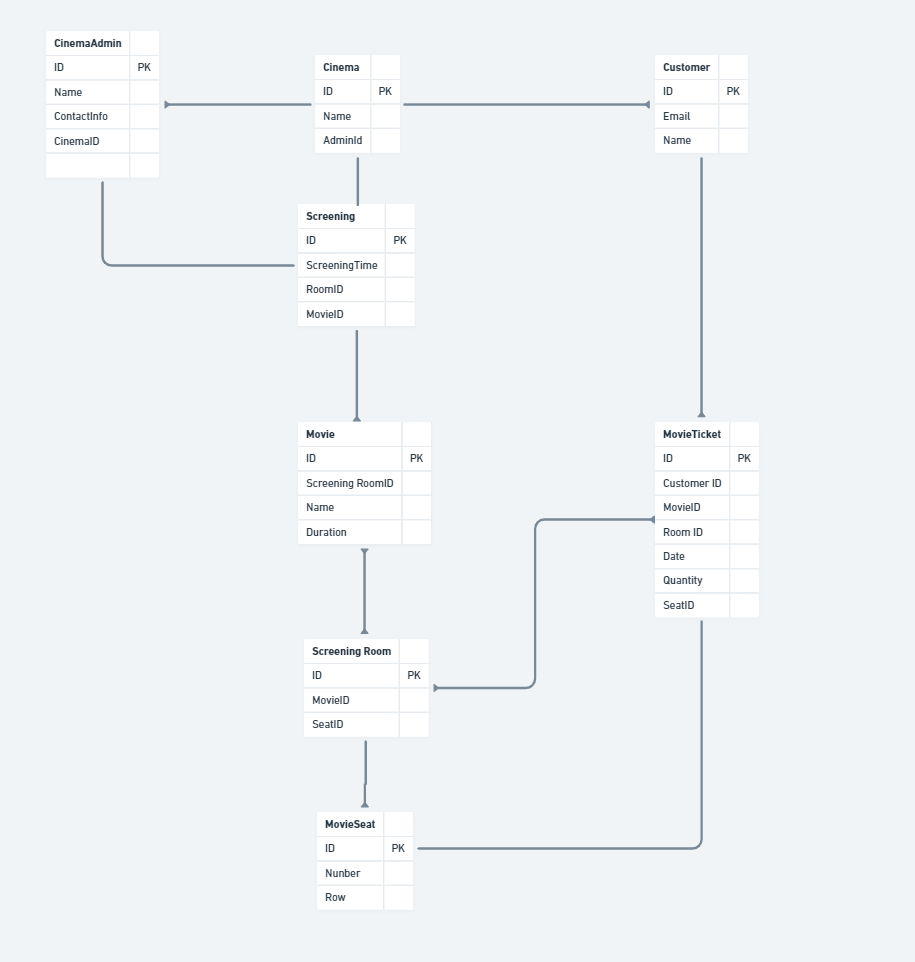 CinemaAdmin
ID PK
Name
ContactInfo
CinemaID
Cinema
ID PK
Name
AdminId
Customer
ID PK
Email
Name
Screening
ID PK
ScreeningTime
RoomID
MovieID
Movie
ID PK
Screening RoomID
Name
Duration
MovieTicket
ID PK
Customer ID
MovieID
Room ID
Date
Quantity
SeatID
Screening Room
ID PK
MovieID
SeatID
MovieSeat
ID PK
Nunber
Row